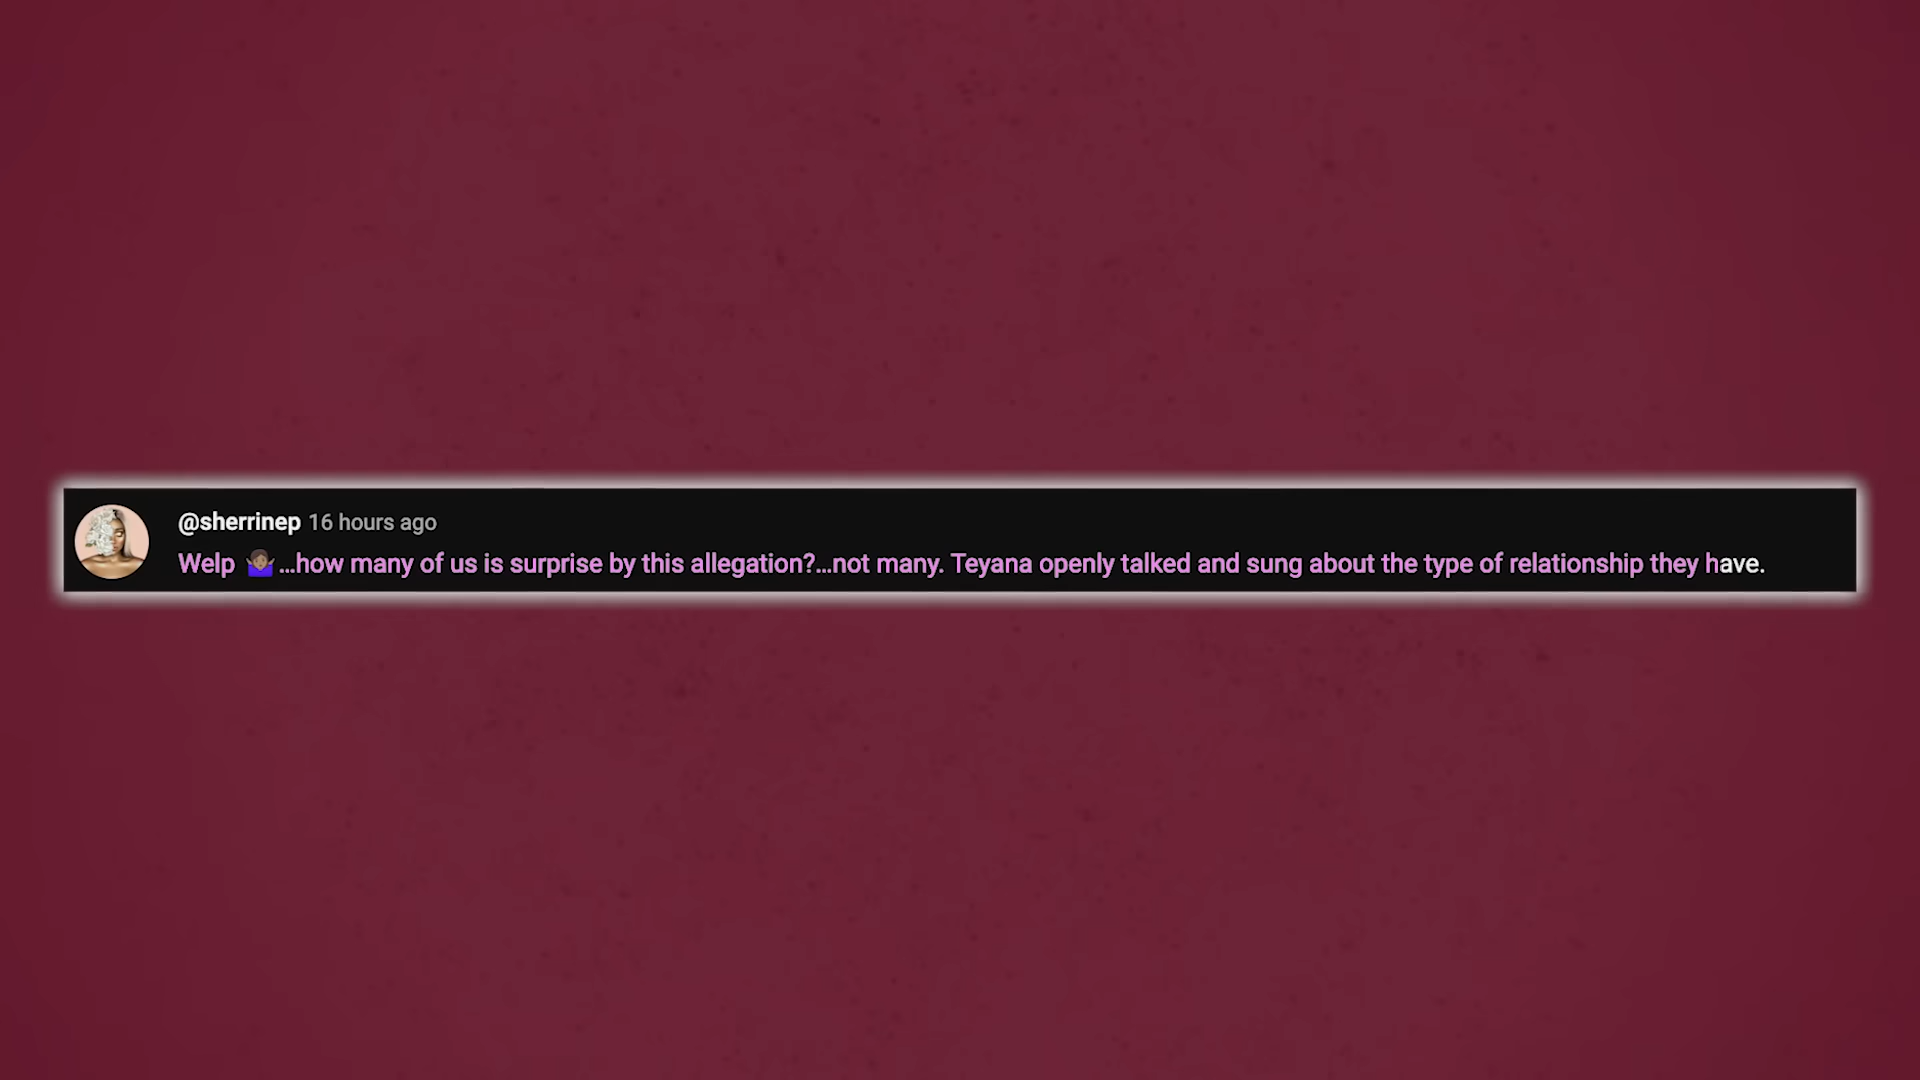 @sherrinep 16 hours ago
Welp 🤷🏽‍♀️...how many of us is surprise by this allegation?...not many. Teyana openly talked and sung about the type of relationship they have.